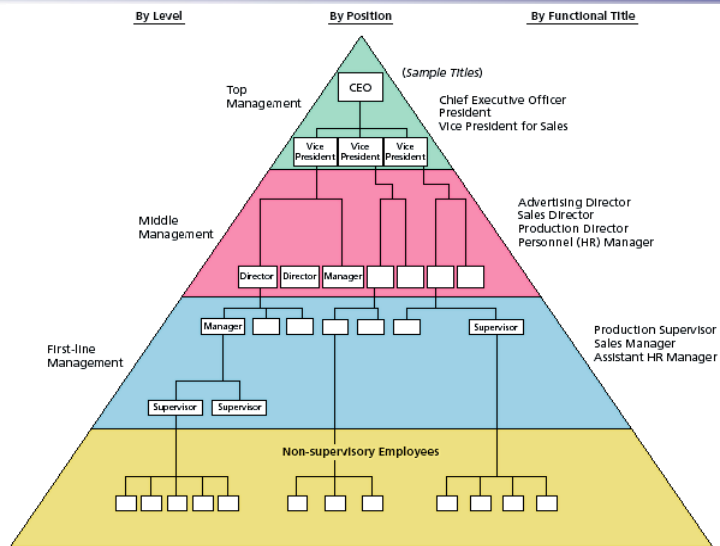 By Level
By Position
By Functional Title
(Sample Titles)
Top
Management
CEO
Chief Executive Officer
President
Vice President for Sales
Vice
President
Vice
President
Vice
President
Middle
Management
Advertising Director
Sales Director
Production Director
Personnel (HR) Manager
Director
Director
Manager
First-line
Management
Manager
Supervisor
Production Supervisor
Sales Manager
Assistant HR Manager
Supervisor
Supervisor
Non-supervisory Employees